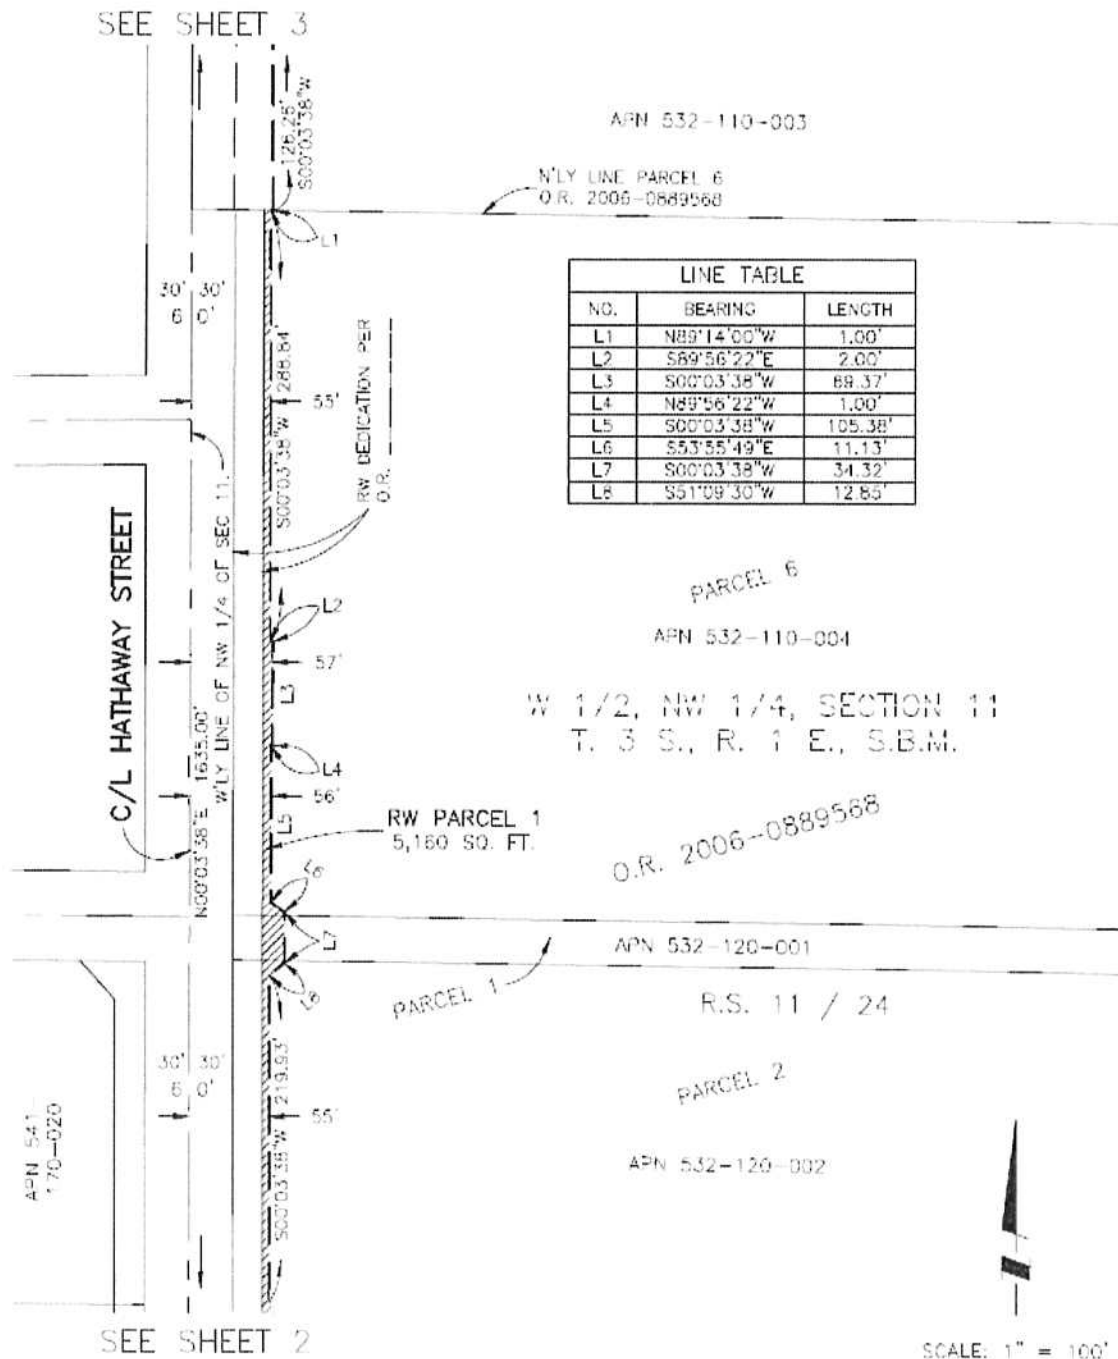 SEE SHEET 3
126.25'
S00°03'38"W
APN 532-110-003
N'LY LINE PARCEL 6
O.R. 2006-0889568
L1
LINE TABLE
NO. BEARING LENGTH
L1 N89°14'00"W 1.00'
L2 S89°56'22"E 2.00'
L3 S00°03'38"W 69.37'
L4 N89°56'22"W 1.00'
L5 S00°03'38"W 105.38'
L6 S53°55'49"E 11.13'
L7 S00°03'38"W 34.32'
L8 S51°09'30"W 12.85'
30' 30'
60'
S00°03'38"W 288.84'
55'
RW DEDICATION PER
O.R.
C/L HATHAWAY STREET
N00°03'38"E 1635.00'
W'LY LINE OF NW 1/4 OF SEC 11.
L2
57'
L3
L4
56'
L5
RW PARCEL 1
5,160 SQ. FT.
PARCEL 6
APN 532-110-004
W 1/2, NW 1/4, SECTION 11
T. 3 S., R. 1 E., S.B.M.
O.R. 2006-0889568
L6
L7
L8
APN 532-120-001
PARCEL 1
R.S. 11 / 24
30' 30'
60'
S00°03'38"W 219.93'
55'
PARCEL 2
APN 532-120-002
APN 541-
170-020
SEE SHEET 2
SCALE: 1" = 100'